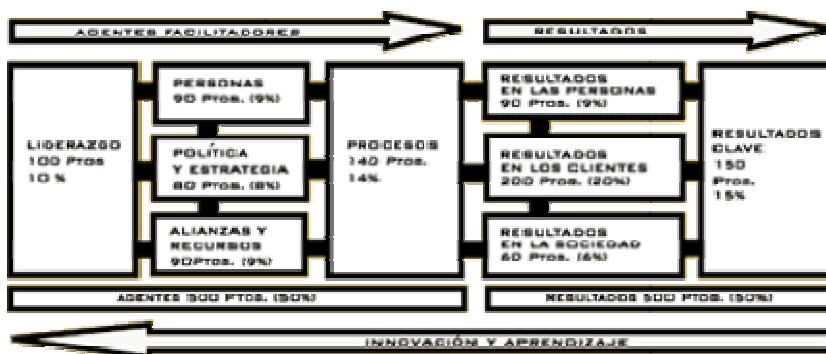 AGENTES FACILITADORES
RESULTADOS
LIDERAZGO
100 Ptos
10 %
PERSONAS
90 Ptos. (9%)
POLÍTICA
Y ESTRATEGIA
80 Ptos. (8%)
ALIANZAS Y
RECURSOS
90Ptos. (9%)
PROCESOS
140 Ptos.
14%
RESULTADOS
EN LAS PERSONAS
90 Ptos. (9%)
RESULTADOS
EN LOS CLIENTES
200 Ptos. (20%)
RESULTADOS
EN LA SOCIEDAD
60 Ptos. (6%)
RESULTADOS
CLAVE
150
Ptos.
15%
AGENTES 500 PTOS. (50%)
RESULTADOS 500 PTOS. (50%)
INNOVACIÓN Y APRENDIZAJE